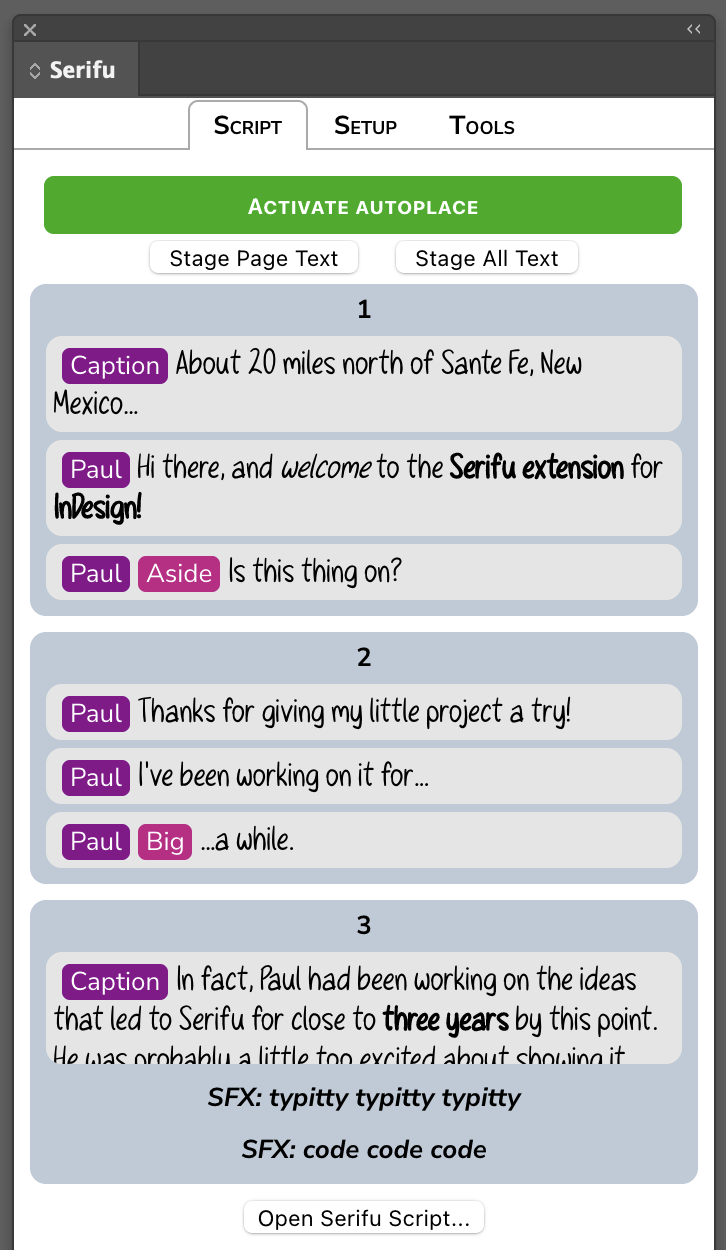 Serifu
Script Setup Tools
Activate autoplace
Stage Page Text Stage All Text
1
Caption About 20 miles north of Sante Fe, New
Mexico...
Paul Hi there, and welcome to the Serifu extension for
InDesign!
Paul Aside Is this thing on?
2
Paul Thanks for giving my little project a try!
Paul I've been working on it for...
Paul Big ...a while.
3
Caption In fact, Paul had been working on the ideas
that led to Serifu for close to three years by this point.
He was probably a little too excited about showing it
SFX: typitty typitty typitty
SFX: code code code
Open Serifu Script...